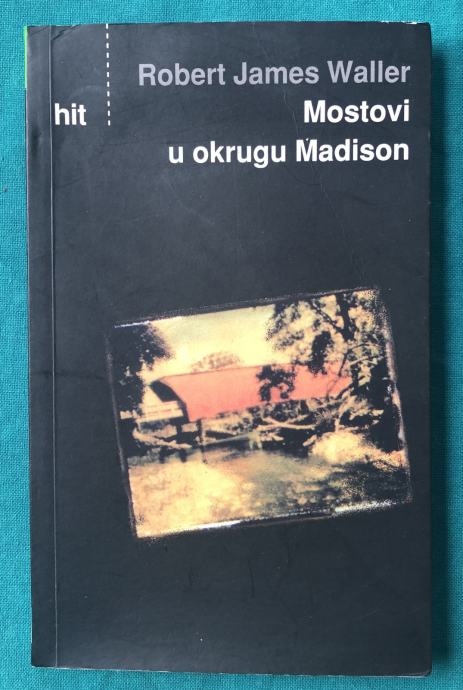 Robert James Waller
hit
Mostovi
u okrugu Madison